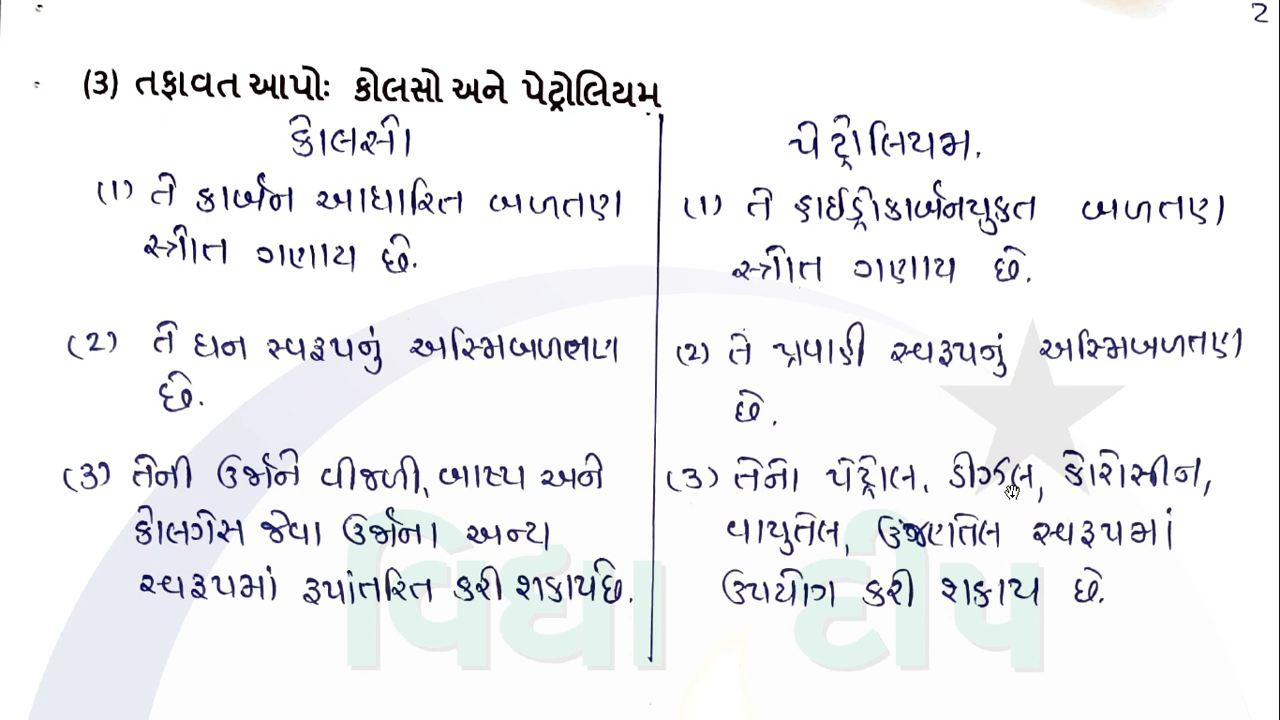 2
(૩) તફાવત આપોઃ કોલસો અને પેટ્રોલિયમ
કોલસો
(1) તે કાર્બન આધારિત બળતણ
સ્ત્રોત ગણાય છે.
(2) તે ઘન સ્વરૂપનું અશ્મિબળતણ
છે.
(3) તેની ઉર્જાને વીજળી, બાષ્પ અને
કોલગેસ જેવા ઉર્જાના અન્ય
સ્વરૂપમાં રૂપાંતરિત કરી શકાય છે.
પેટ્રોલિયમ.
(1) તે હાઈડ્રોકાર્બનયુક્ત બળતણ
સ્ત્રોત ગણાય છે.
(2) તે પ્રવાહી સ્વરૂપનું અશ્મિબળતણ
છે.
(3) તેનો પેટ્રોલ, ડીઝલ, કેરોસીન,
વાયુતેલ, ઉંજણતેલ સ્વરૂપમાં
ઉપયોગ કરી શકાય છે.
વિદ્યા દીપ